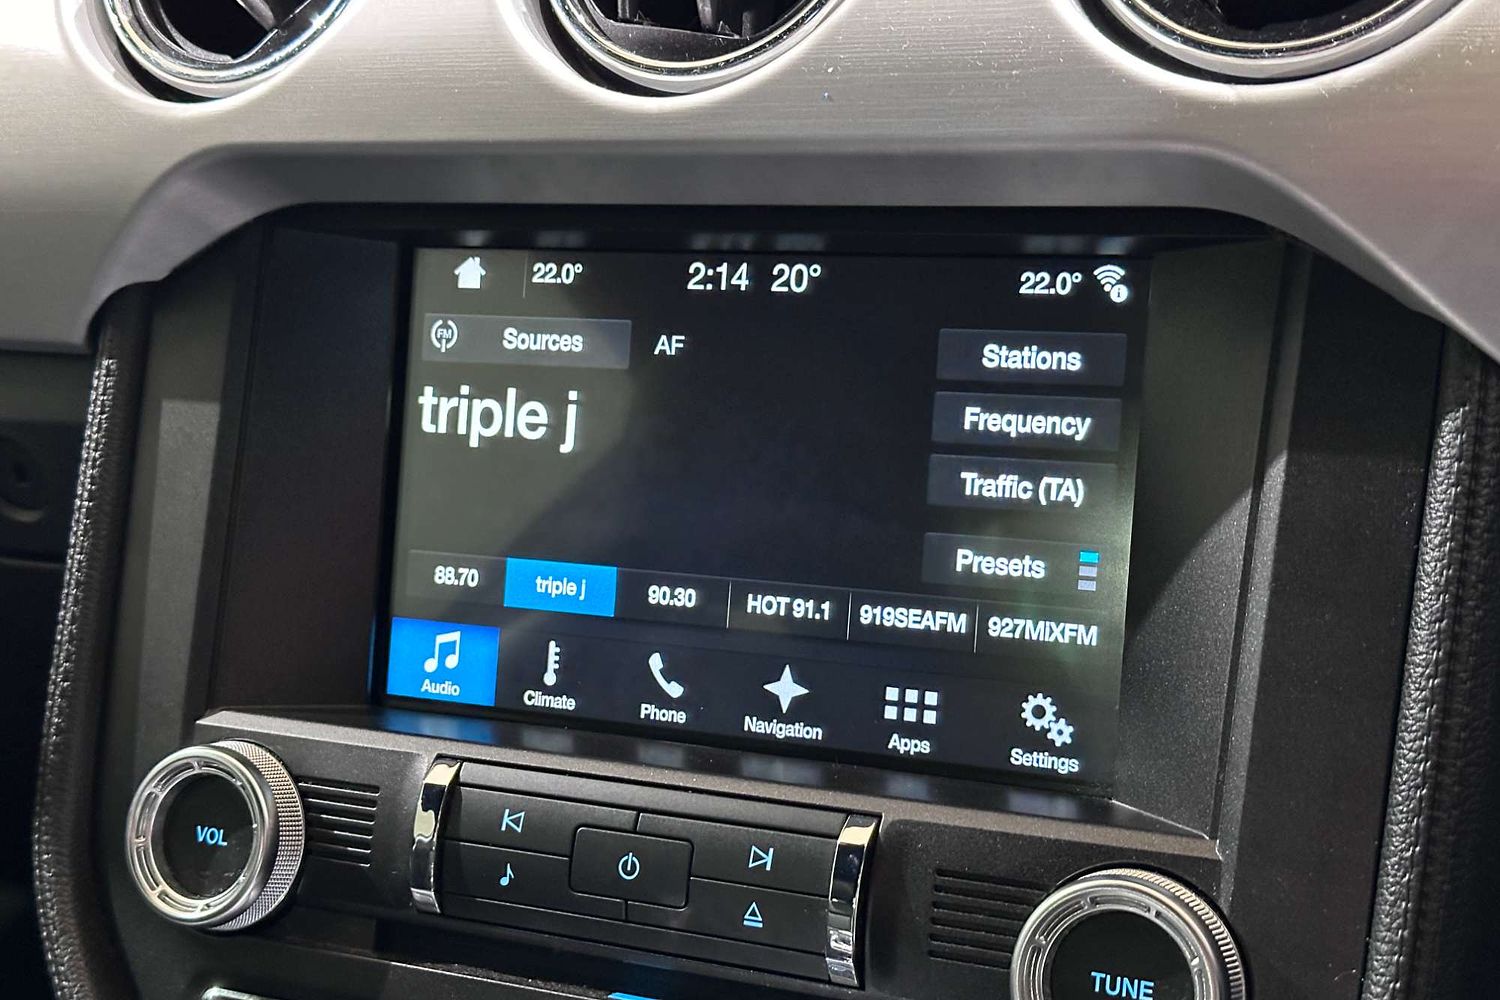 22.0° 2:14 20° 22.0°
FM Sources AF Stations
triple j
Frequency
Traffic (TA)
Presets
88.70 triple j 90.30 HOT 91.1 919SEAFM 927MIXFM
Audio Climate Phone Navigation Apps Settings
VOL
TUNE